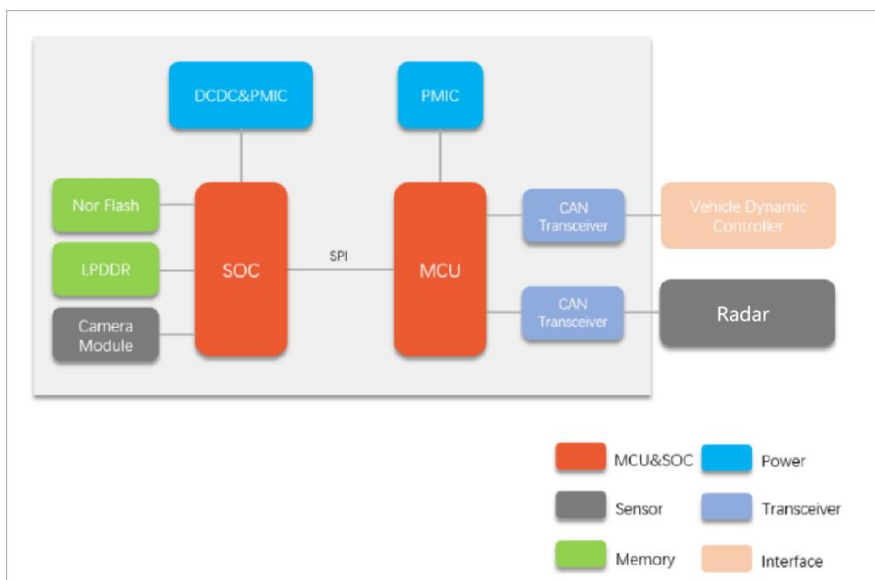 DCDC&PMIC
PMIC
Nor Flash
LPDDR
Camera
Module
SOC
SPI
MCU
CAN
Transceiver
Vehicle Dynamic
Controller
CAN
Transceiver
Radar
MCU&SOC
Power
Sensor
Transceiver
Memory
Interface